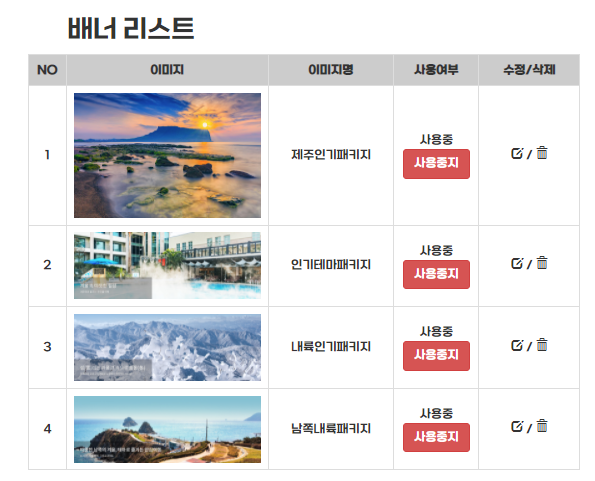 배너 리스트
NO 이미지 이미지명 사용여부 수정/삭제
1 제주인기패키지 사용중 /
사용중지
2 인기테마패키지 사용중 /
사용중지
3 내륙인기패키지 사용중 /
사용중지
4 남쪽내륙패키지 사용중 /
사용중지